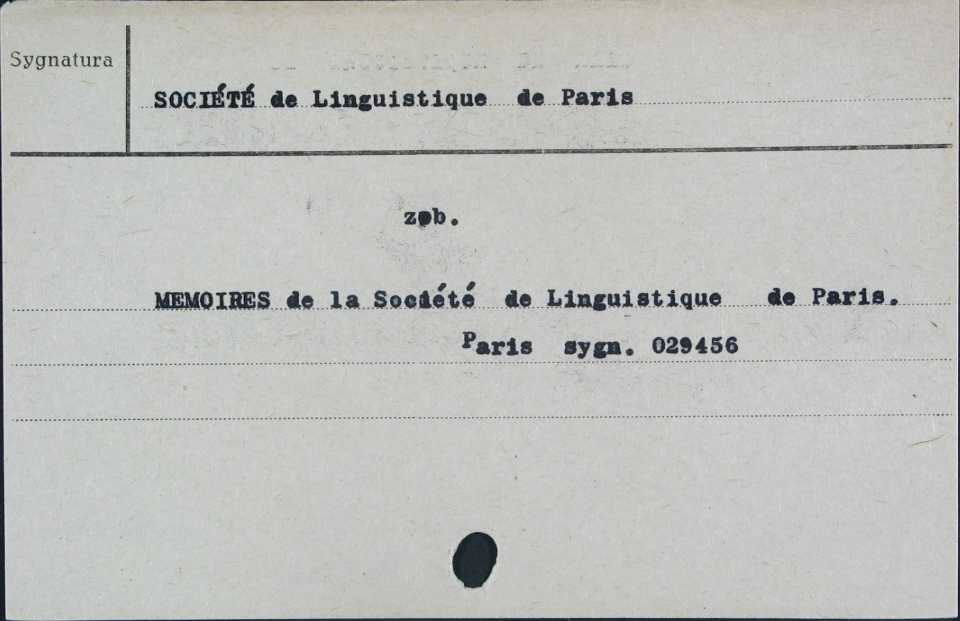 Sygnatura
SOCIÉTÉ de Linguistique de Paris
zob.
MEMOIRES de la Société de Linguistique de Paris.
Paris sygn. 029456